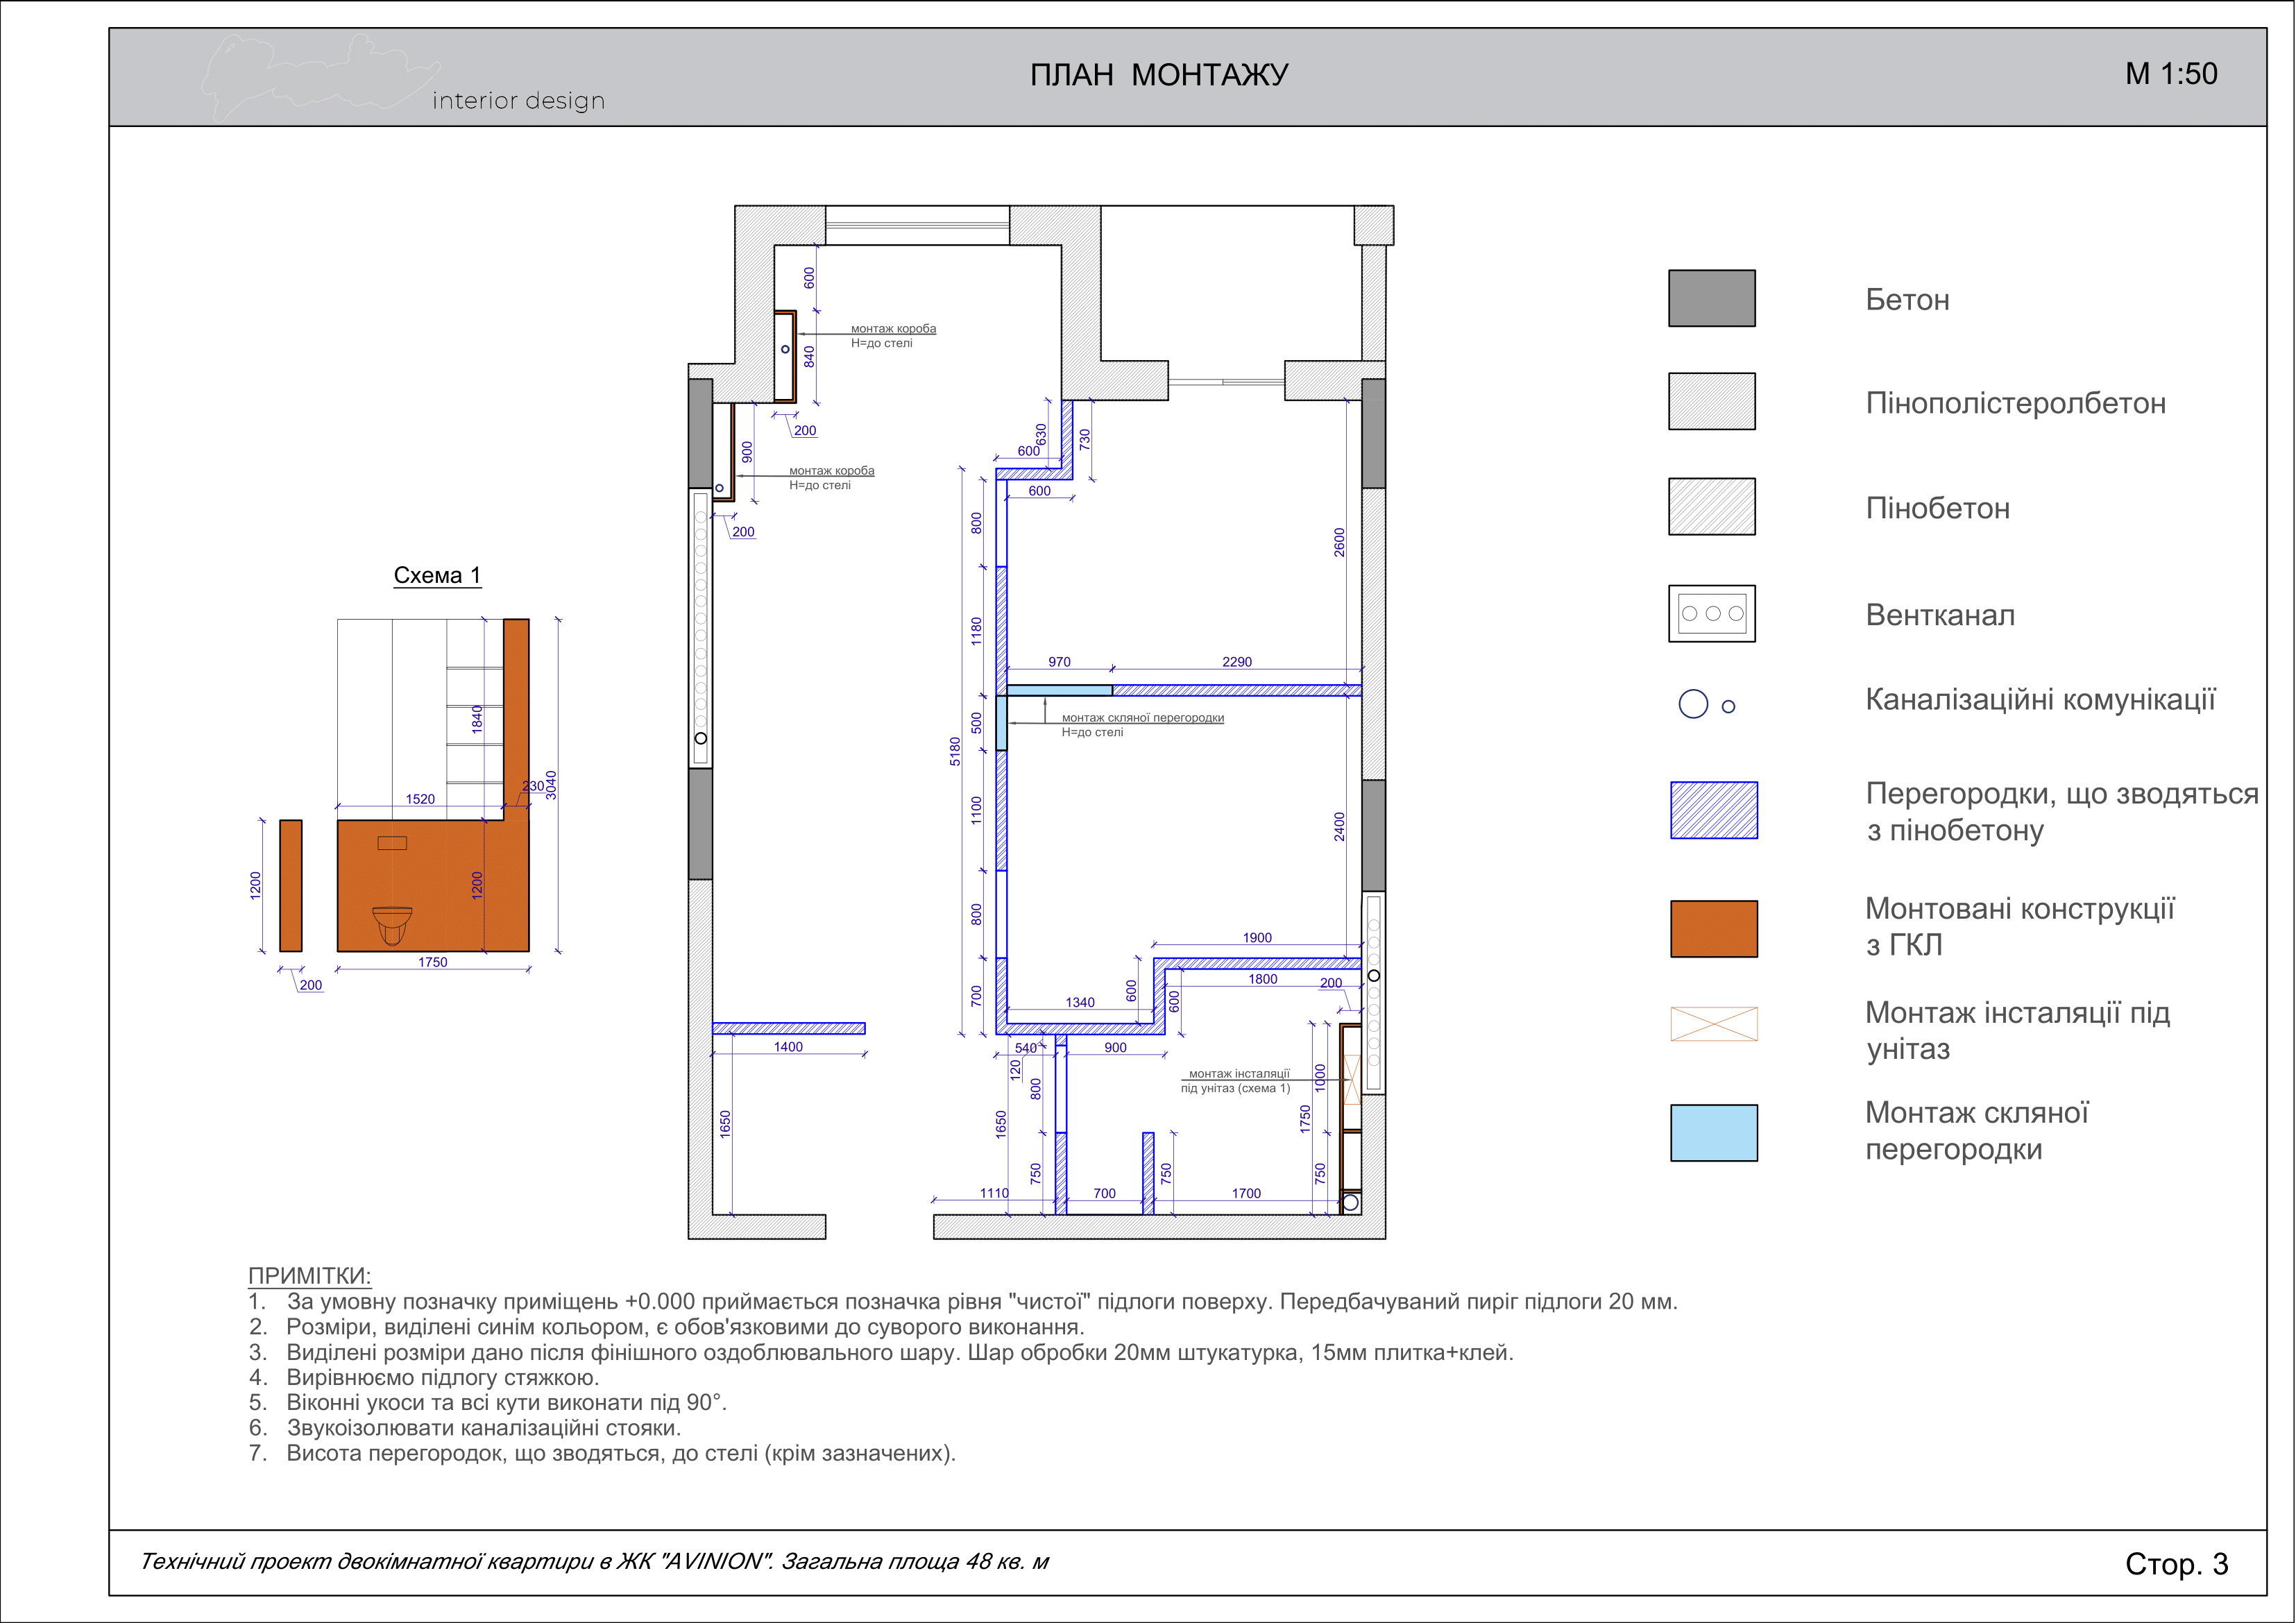 interior design
ПЛАН МОНТАЖУ
М 1:50
600
840
монтаж короба
Н=до стелі
200
900
монтаж короба
Н=до стелі
200
630
730
600
600
800
2600
1180
970
2290
500
монтаж скляної перегородки
Н=до стелі
5180
1100
2400
800
1900
1800
200
700
1340
600
600
1400
540
900
120
800
монтаж інсталяції
під унітаз (схема 1)
1000
1650
1650
1750
750
750
750
1110
700
1700
Схема 1
1840
230
3040
1520
1200
1200
1750
200
Бетон
Пінополістеролбетон
Пінобетон
Вентканал
Каналізаційні комунікації
Перегородки, що зводяться
з пінобетону
Монтовані конструкції
з ГКЛ
Монтаж інсталяції під
унітаз
Монтаж скляної
перегородки
ПРИМІТКИ:
1. За умовну позначку приміщень +0.000 приймається позначка рівня "чистої" підлоги поверху. Передбачуваний пиріг підлоги 20 мм.
2. Розміри, виділені синім кольором, є обов'язковими до суворого виконання.
3. Виділені розміри дано після фінішного оздоблювального шару. Шар обробки 20мм штукатурка, 15мм плитка+клей.
4. Вирівнюємо підлогу стяжкою.
5. Віконні укоси та всі кути виконати під 90°.
6. Звукоізолювати каналізаційні стояки.
7. Висота перегородок, що зводяться, до стелі (крім зазначених).
Технічний проект двокімнатної квартири в ЖК "AVINION". Загальна площа 48 кв. м
Стор. 3